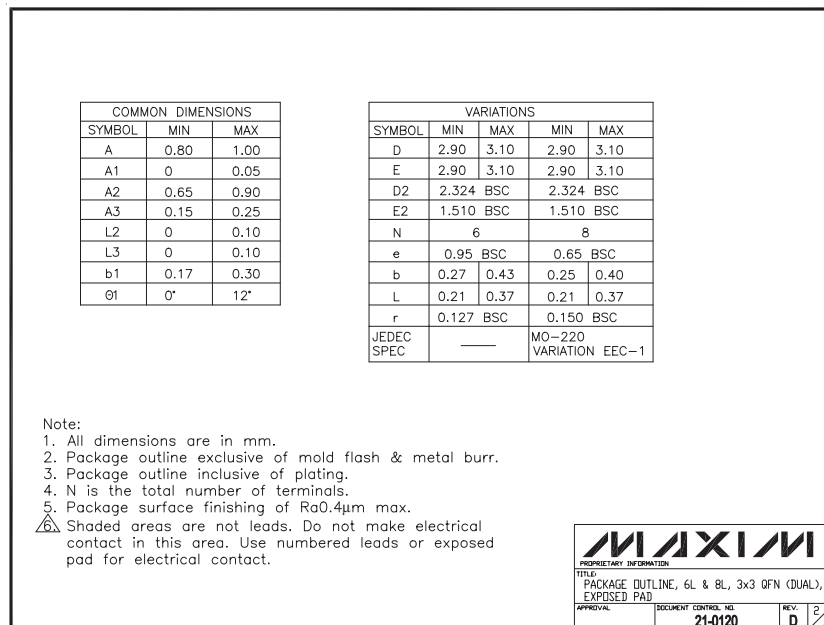 COMMON DIMENSIONS
SYMBOL MIN MAX
A 0.80 1.00
A1 0 0.05
A2 0.65 0.90
A3 0.15 0.25
L2 0 0.10
L3 0 0.10
b1 0.17 0.30
Θ1 0° 12°
VARIATIONS
SYMBOL MIN MAX MIN MAX
D 2.90 3.10 2.90 3.10
E 2.90 3.10 2.90 3.10
D2 2.324 BSC 2.324 BSC
E2 1.510 BSC 1.510 BSC
N 6 8
e 0.95 BSC 0.65 BSC
b 0.27 0.43 0.25 0.40
L 0.21 0.37 0.21 0.37
r 0.127 BSC 0.150 BSC
JEDEC SPEC —— MO-220 VARIATION EEC-1
Note:
1. All dimensions are in mm.
2. Package outline exclusive of mold flash & metal burr.
3. Package outline inclusive of plating.
4. N is the total number of terminals.
5. Package surface finishing of Ra0.4μm max.
6. Shaded areas are not leads. Do not make electrical
contact in this area. Use numbered leads or exposed
pad for electrical contact.
MAXIM
PROPRIETARY INFORMATION
TITLE:
PACKAGE OUTLINE, 6L & 8L, 3x3 QFN (DUAL),
EXPOSED PAD
APPROVAL DOCUMENT CONTROL NO. REV. 2/
21-0120 D